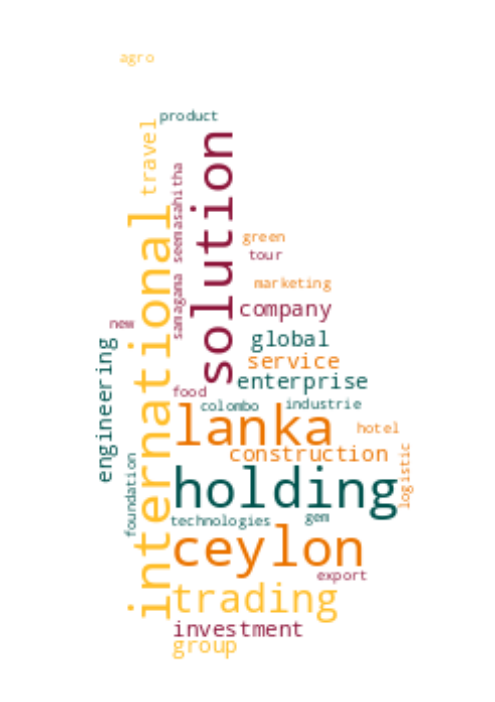 agro
product
travel
solution
samagama seemasahitha
international
green
tour
marketing
company
new
global
engineering
service
enterprise
food
colombo
industrie
lanka
hotel
construction
logistic
foundation
holding
technologies
gem
ceylon
export
trading
investment
group